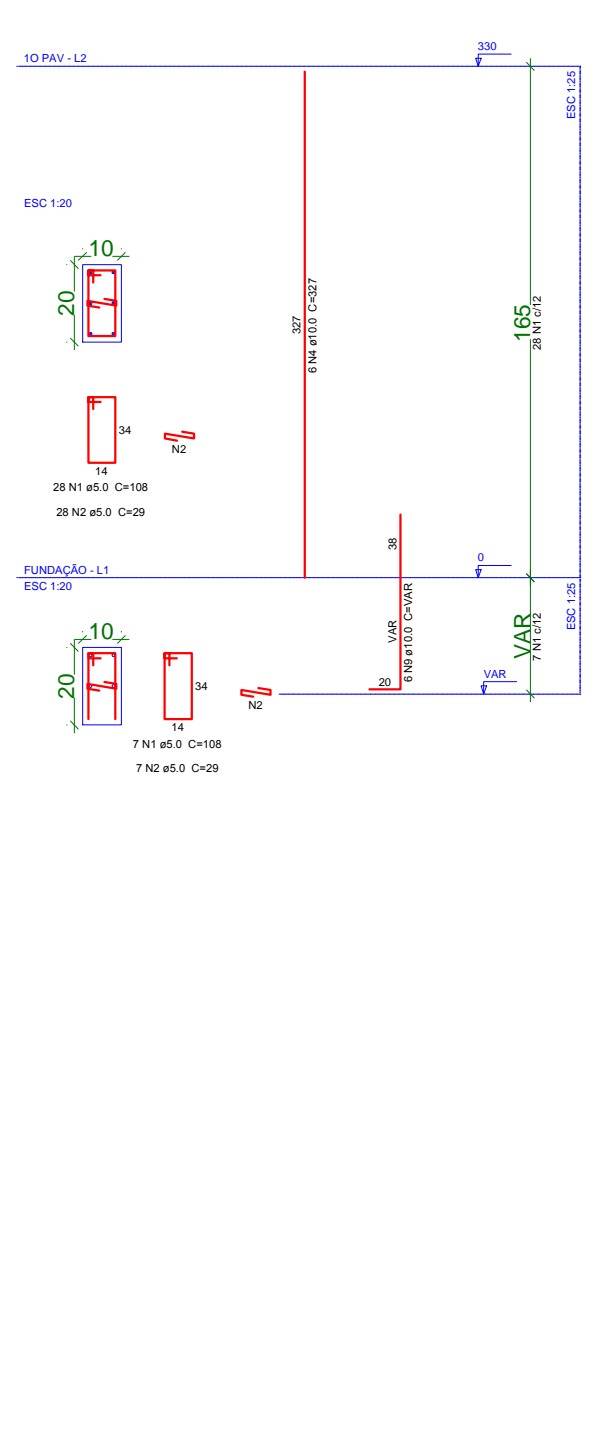 330
1O PAV - L2
ESC 1:25
ESC 1:20
10
20
327
6 N4 ø10.0 C=327
165
28 N1 c/12
34
14
N2
28 N1 ø5.0 C=108
28 N2 ø5.0 C=29
38
0
FUNDAÇÃO - L1
ESC 1:20
ESC 1:25
10
20
34
14
N2
VAR
6 N9 ø10.0 C=VAR
20
VAR
VAR
7 N1 c/12
7 N1 ø5.0 C=108
7 N2 ø5.0 C=29